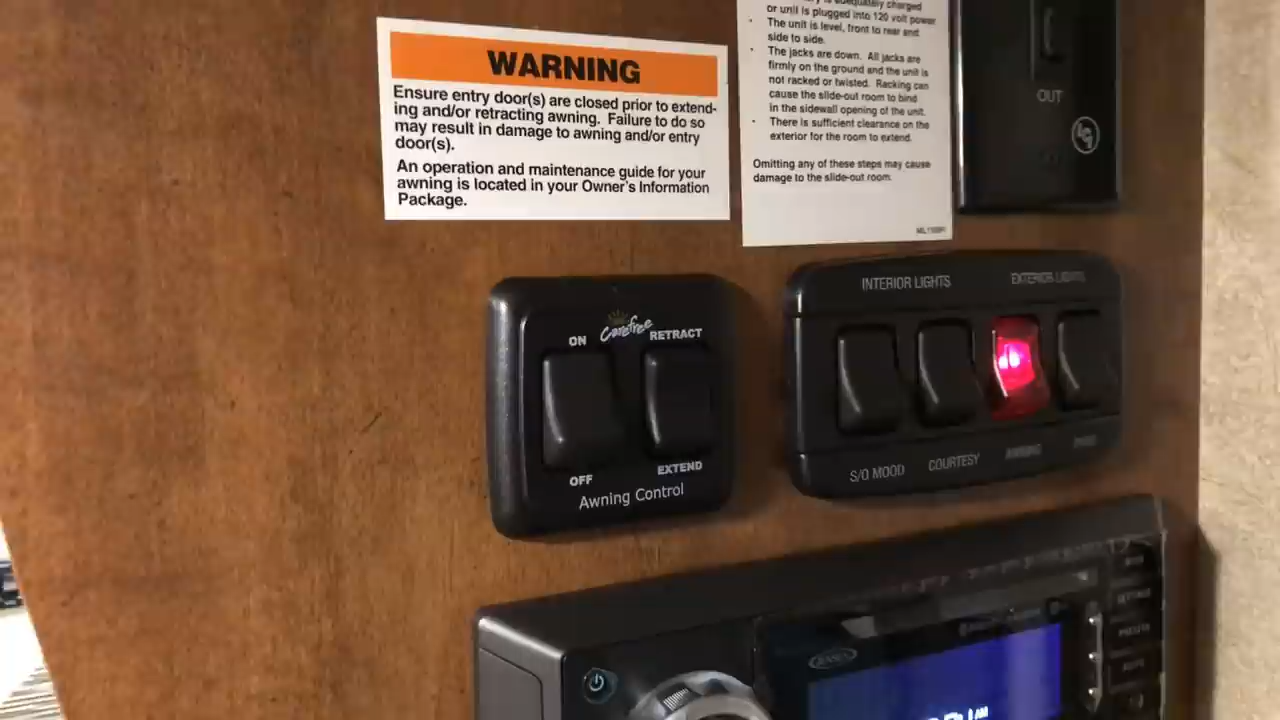 WARNING
Ensure entry door(s) are closed prior to extend-
ing and/or retracting awning. Failure to do so
may result in damage to awning and/or entry
door(s).
An operation and maintenance guide for your
awning is located in your Owner's Information
Package.
is adequately charged
or unit is plugged into 120 volt power
• The unit is level, front to rear and
side to side.
• The jacks are down. All jacks are
firmly on the ground and the unit is
not racked or twisted. Racking can
cause the slide-out room to bind
in the sidewall opening of the unit.
• There is sufficient clearance on the
exterior for the room to extend.
Omitting any of these steps may cause
damage to the slide-out room.
OUT
ON
Carefree
RETRACT
OFF
EXTEND
Awning Control
INTERIOR LIGHTS
EXTERIOR LIGHTS
S/O MOOD
COURTESY
AWNING
JENSEN
AM